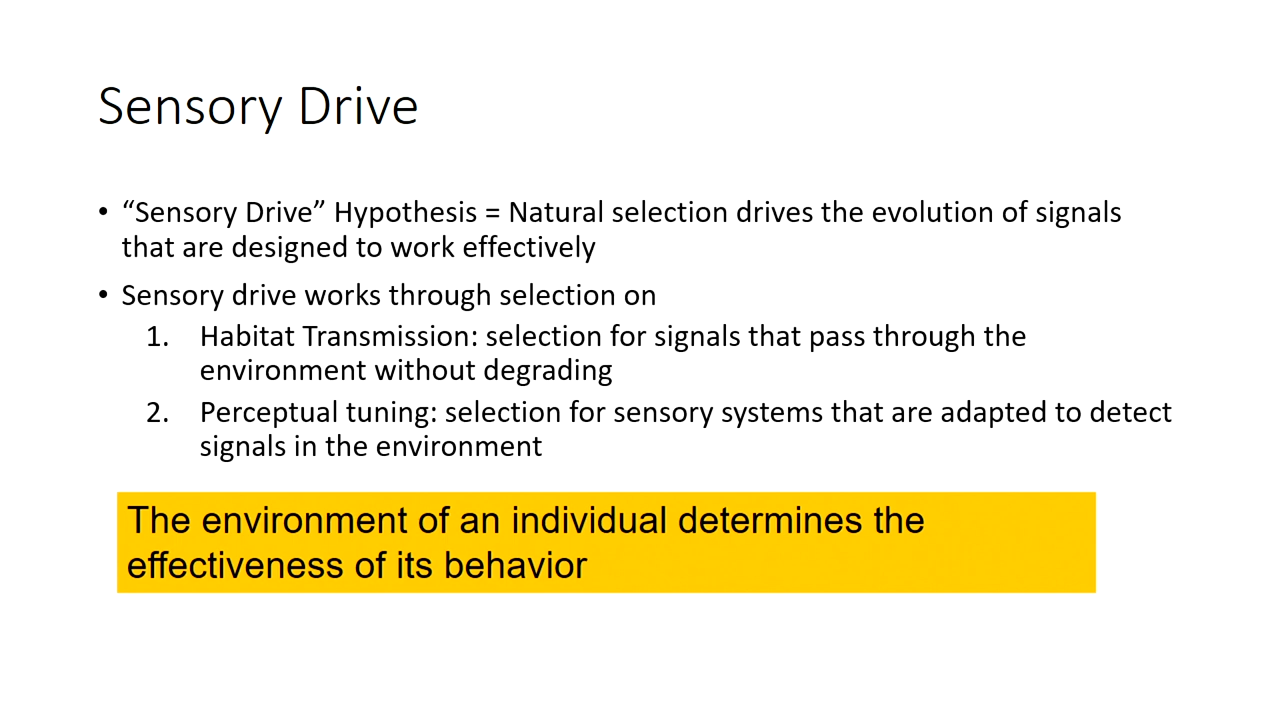 Sensory Drive
• “Sensory Drive” Hypothesis = Natural selection drives the evolution of signals
that are designed to work effectively
• Sensory drive works through selection on
1. Habitat Transmission: selection for signals that pass through the
environment without degrading
2. Perceptual tuning: selection for sensory systems that are adapted to detect
signals in the environment
The environment of an individual determines the
effectiveness of its behavior